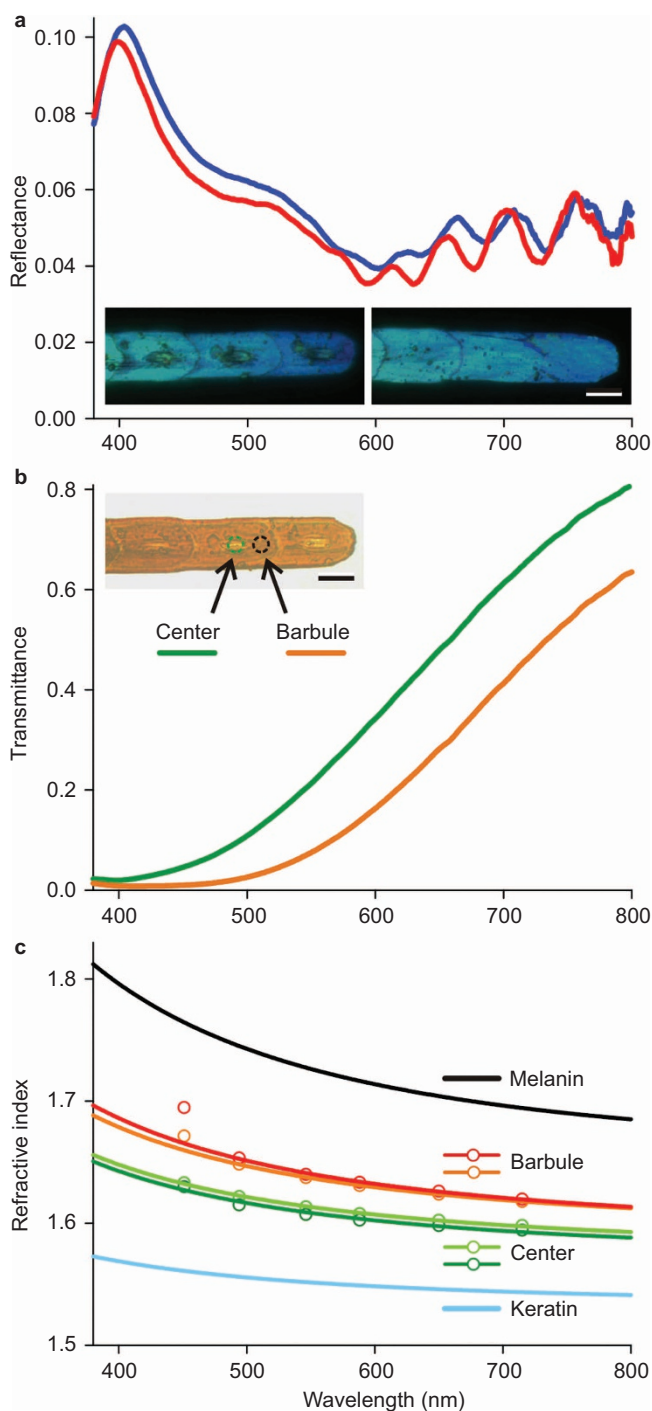 a
0.10
0.08
0.06
0.04
0.02
0.00
Reflectance
400 500 600 700 800
b
0.8
0.6
0.4
0.2
0.0
Transmittance
Center Barbule
400 500 600 700 800
c
1.8
1.7
1.6
1.5
Refractive index
Melanin
Barbule
Center
Keratin
400 500 600 700 800
Wavelength (nm)